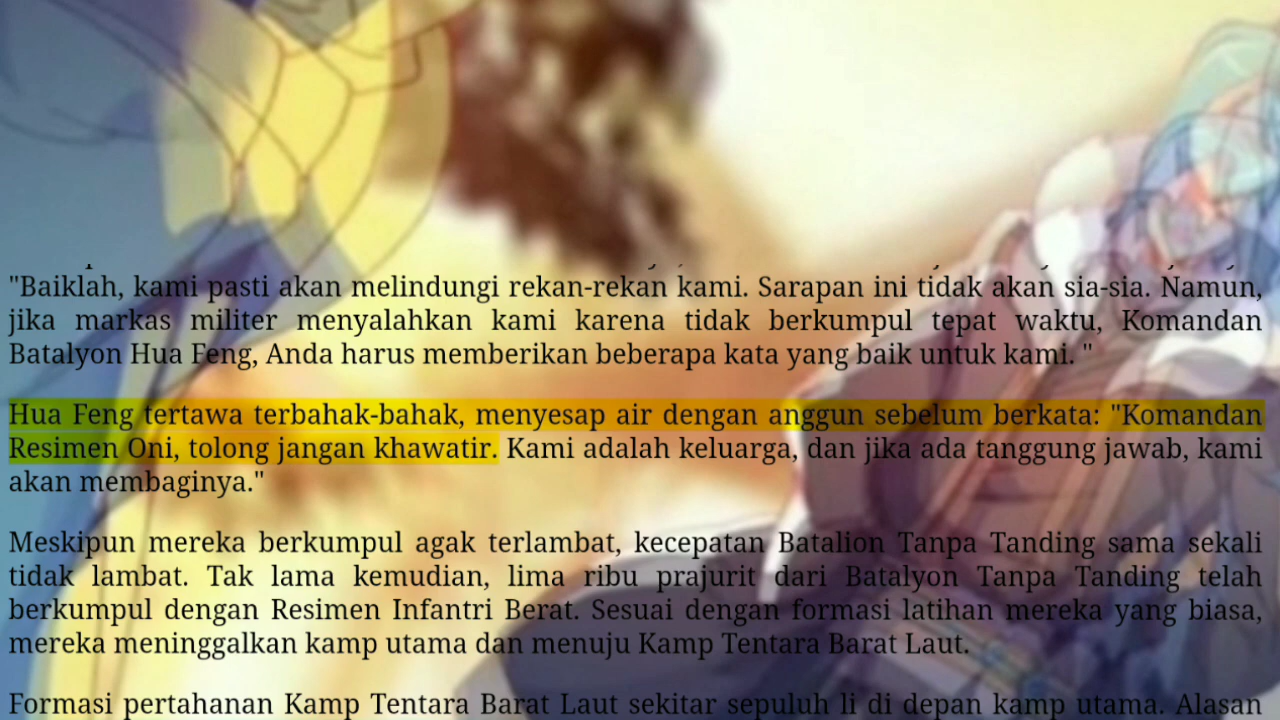 "Baiklah, kami pasti akan melindungi rekan-rekan kami. Sarapan ini tidak akan sia-sia. Namun,
jika markas militer menyalahkan kami karena tidak berkumpul tepat waktu, Komandan
Batalyon Hua Feng, Anda harus memberikan beberapa kata yang baik untuk kami. "
Hua Feng tertawa terbahak-bahak, menyesap air dengan anggun sebelum berkata: "Komandan
Resimen Oni, tolong jangan khawatir. Kami adalah keluarga, dan jika ada tanggung jawab, kami
akan membaginya."
Meskipun mereka berkumpul agak terlambat, kecepatan Batalion Tanpa Tanding sama sekali
tidak lambat. Tak lama kemudian, lima ribu prajurit dari Batalyon Tanpa Tanding telah
berkumpul dengan Resimen Infantri Berat. Sesuai dengan formasi latihan mereka yang biasa,
mereka meninggalkan kamp utama dan menuju Kamp Tentara Barat Laut.
Formasi pertahanan Kamp Tentara Barat Laut sekitar sepuluh li di depan kamp utama. Alasan